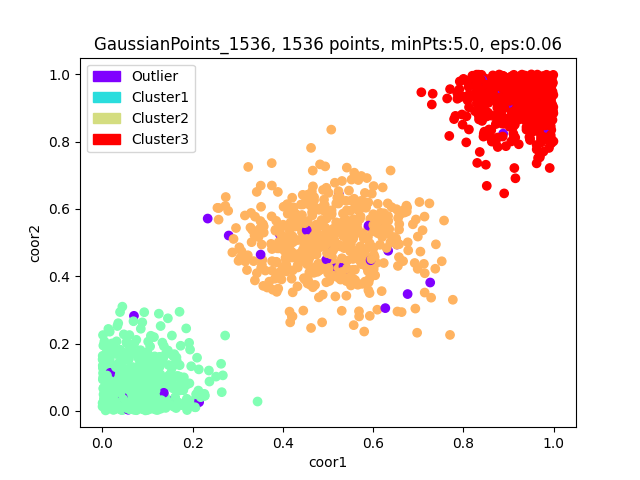 GaussianPoints_1536, 1536 points, minPts:5.0, eps:0.06
Outlier
Cluster1
Cluster2
Cluster3
coor2
1.0
0.8
0.6
0.4
0.2
0.0
0.0 0.2 0.4 0.6 0.8 1.0
coor1